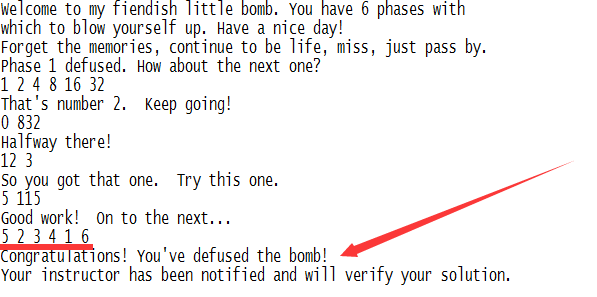 Welcome to my fiendish little bomb. You have 6 phases with
which to blow yourself up. Have a nice day!
Forget the memories, continue to be life, miss, just pass by.
Phase 1 defused. How about the next one?
1 2 4 8 16 32
That's number 2.  Keep going!
0 832
Halfway there!
12 3
So you got that one.  Try this one.
5 115
Good work!  On to the next...
5 2 3 4 1 6
Congratulations! You've defused the bomb!
Your instructor has been notified and will verify your solution.